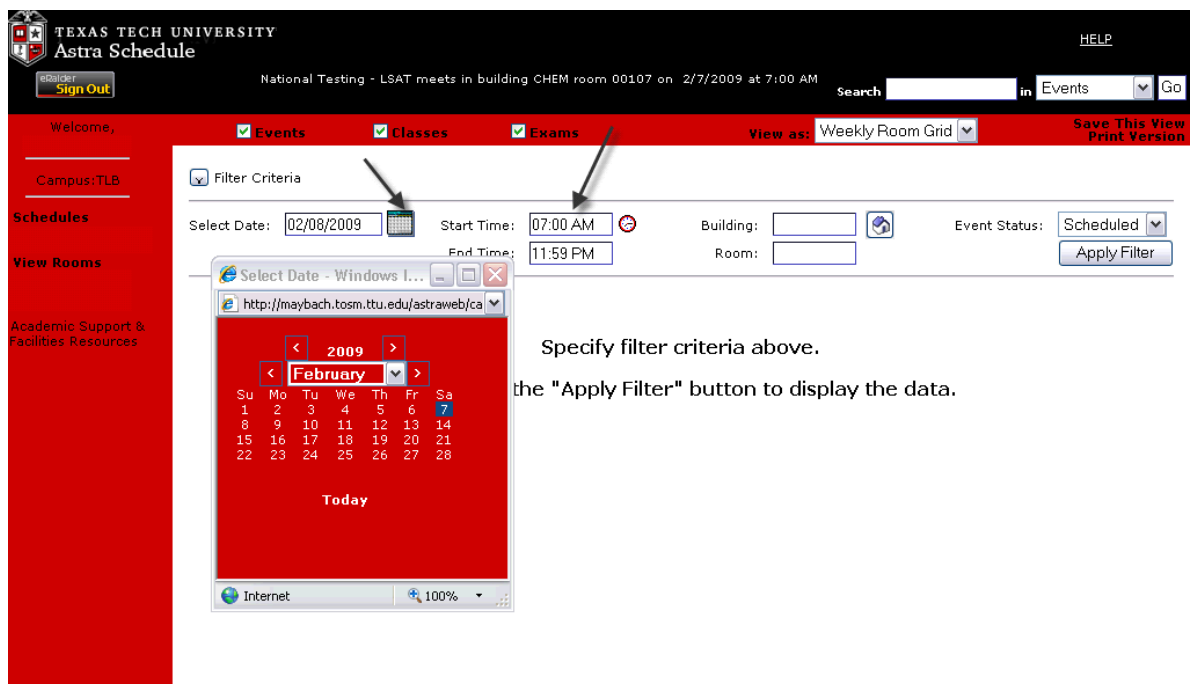 TEXAS TECH UNIVERSITY
Astra Schedule
HELP
eRaider
Sign Out
National Testing - LSAT meets in building CHEM room 00107 on 2/7/2009 at 7:00 AM
Search in Events Go
Welcome,
Events Classes Exams View as: Weekly Room Grid
Save This View
Print Version
Campus:TLB
Schedules
View Rooms
Academic Support &
Facilities Resources
Filter Criteria
Select Date: 02/08/2009 Start Time: 07:00 AM Building: Event Status: Scheduled
End Time: 11:59 PM Room: Apply Filter
Select Date - Windows I...
http://maybach.tosm.ttu.edu/astraweb/ca
< 2009 >
< February >
Su Mo Tu We Th Fr Sa
1 2 3 4 5 6 7
8 9 10 11 12 13 14
15 16 17 18 19 20 21
22 23 24 25 26 27 28
Today
Internet 100%
Specify filter criteria above.
the "Apply Filter" button to display the data.